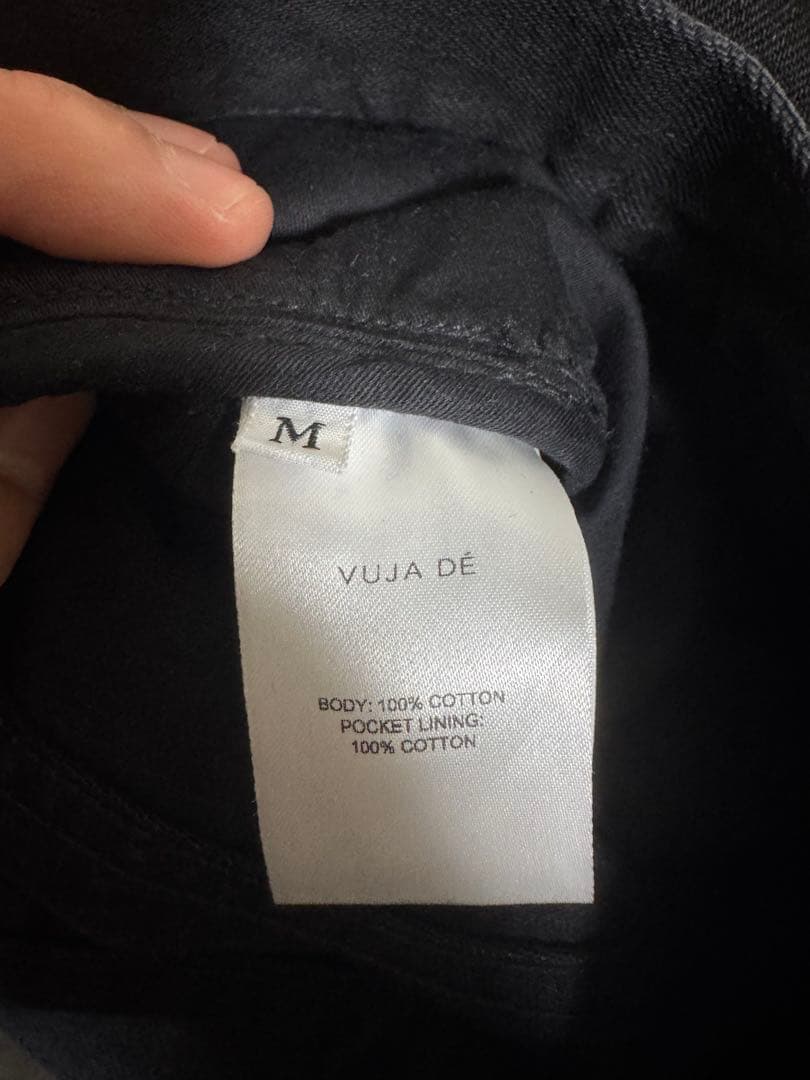 M
VUJA DÉ
BODY: 100% COTTON
POCKET LINING:
100% COTTON